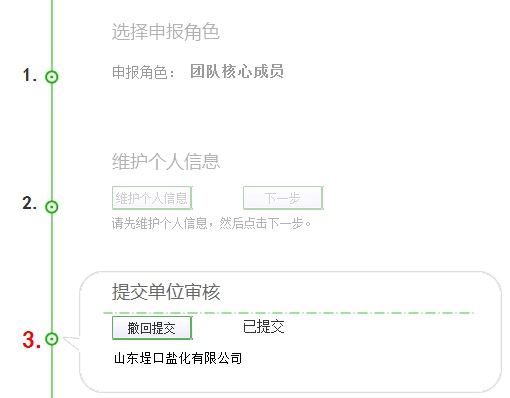 选择申报角色
1. 申报角色： 团队核心成员
维护个人信息
2. 维护个人信息 下一步
请先维护个人信息，然后点击下一步。
提交单位审核
3. 撤回提交 已提交
山东埕口盐化有限公司